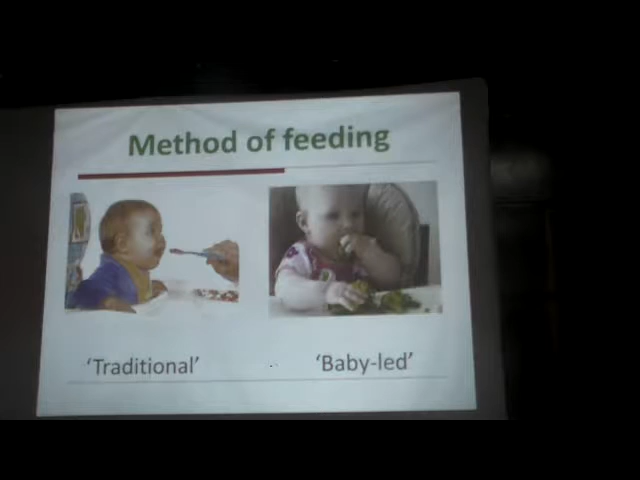 Method of feeding
‘Traditional’
‘Baby-led’